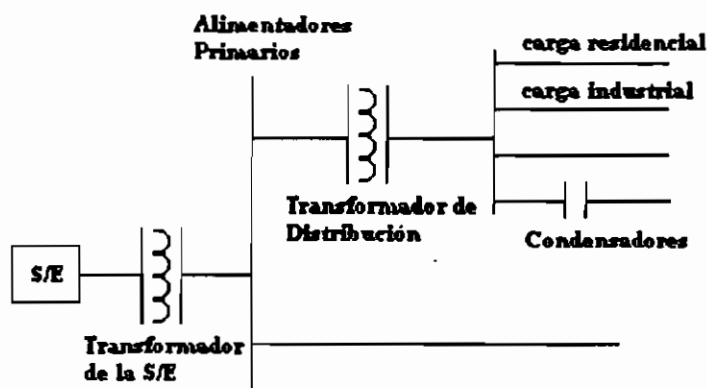 Alimentadores
Primarios
carga residencial
carga industrial
Transformador de
Distribución
Condensadores
S/E
Transformador
de la S/E